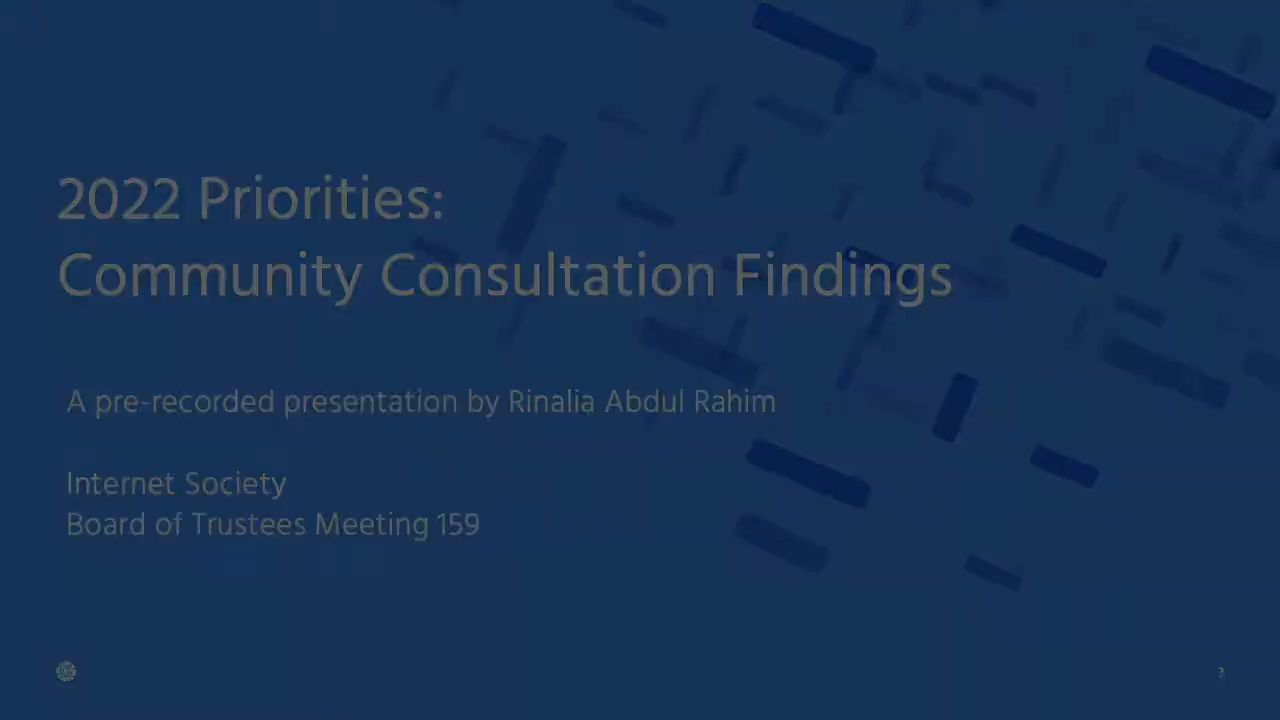 2022 Priorities:
Community Consultation Findings
A pre-recorded presentation by Rinalia Abdul Rahim
Internet Society
Board of Trustees Meeting 159
3